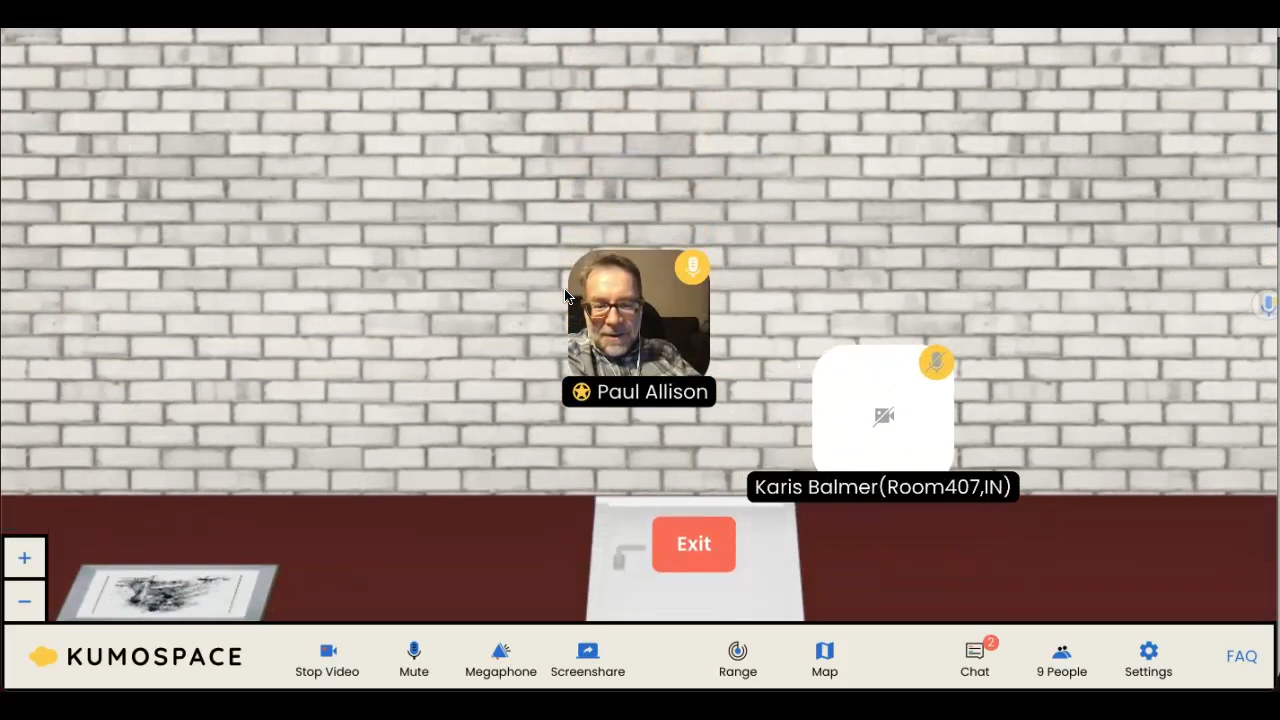 Paul Allison
Karis Balmer(Room407,IN)
Exit
+
−
KUMOSPACE
Stop Video
Mute
Megaphone
Screenshare
Range
Map
2
Chat
9 People
Settings
FAQ